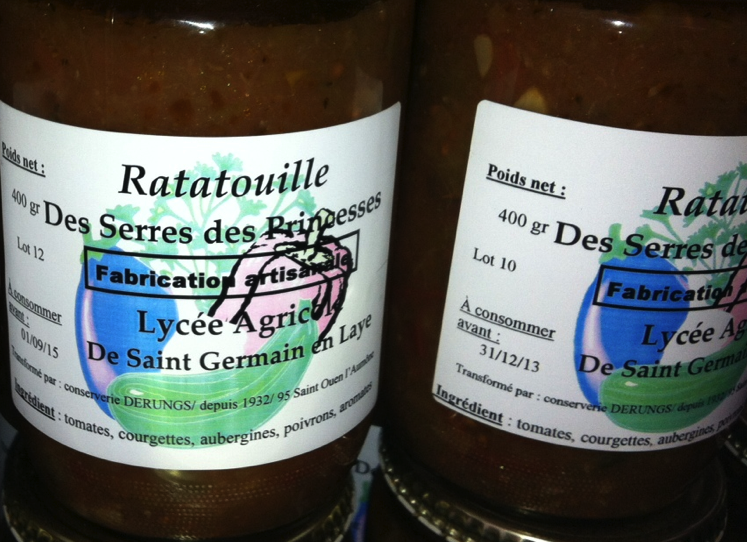 Ratatouille
Poids net :
400 gr
Des Serres des Princesses
Lot 12
Fabrication artisanale
Lycée Agricole
De Saint Germain en Laye
À consommer
avant :
01/09/15
Transformé par : conserverie DERUNGS/ depuis 1932/ 95 Saint Ouen l'Aumône
Ingrédient : tomates, courgettes, aubergines, poivrons, aromates
Poids net :
400 gr
Lot 10
À consommer
avant :
31/12/13
Ratat
Des Serres de
Fabrication
Lycée Ag
De Saint Germa
Transformé par : conserverie DERUNGS/ depuis
Ingrédient : tomates, courgettes, aubergines,